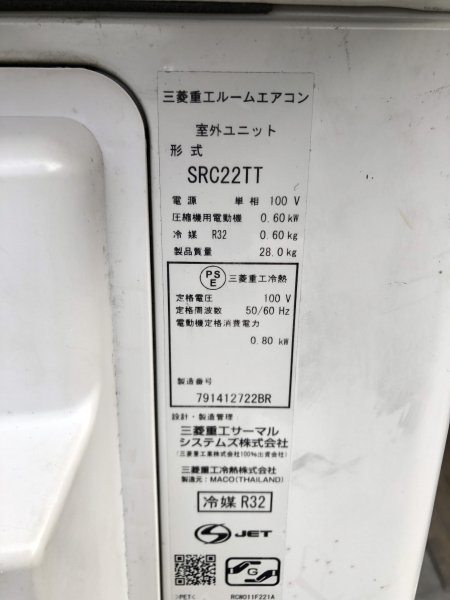 三菱重工ルームエアコン
室外ユニット
形式
SRC22TT
電源 単相 100 V
圧縮機用電動機 0.60 kW
冷媒 R32 0.60 kg
製品質量 28.0 kg
PS
E 三菱重工冷熱
定格電圧 100 V
定格周波数 50/60 Hz
電動機定格消費電力
0.80 kW
製造番号
791412722BR
設計・製造管理
三菱重工サーマル
システムズ株式会社
(三菱重工業株式会社100%出資会社)
三菱重工冷熱株式会社
製造元:MACO(THAILAND)
冷媒 R32
JET
G
>PET< RCW011F221A